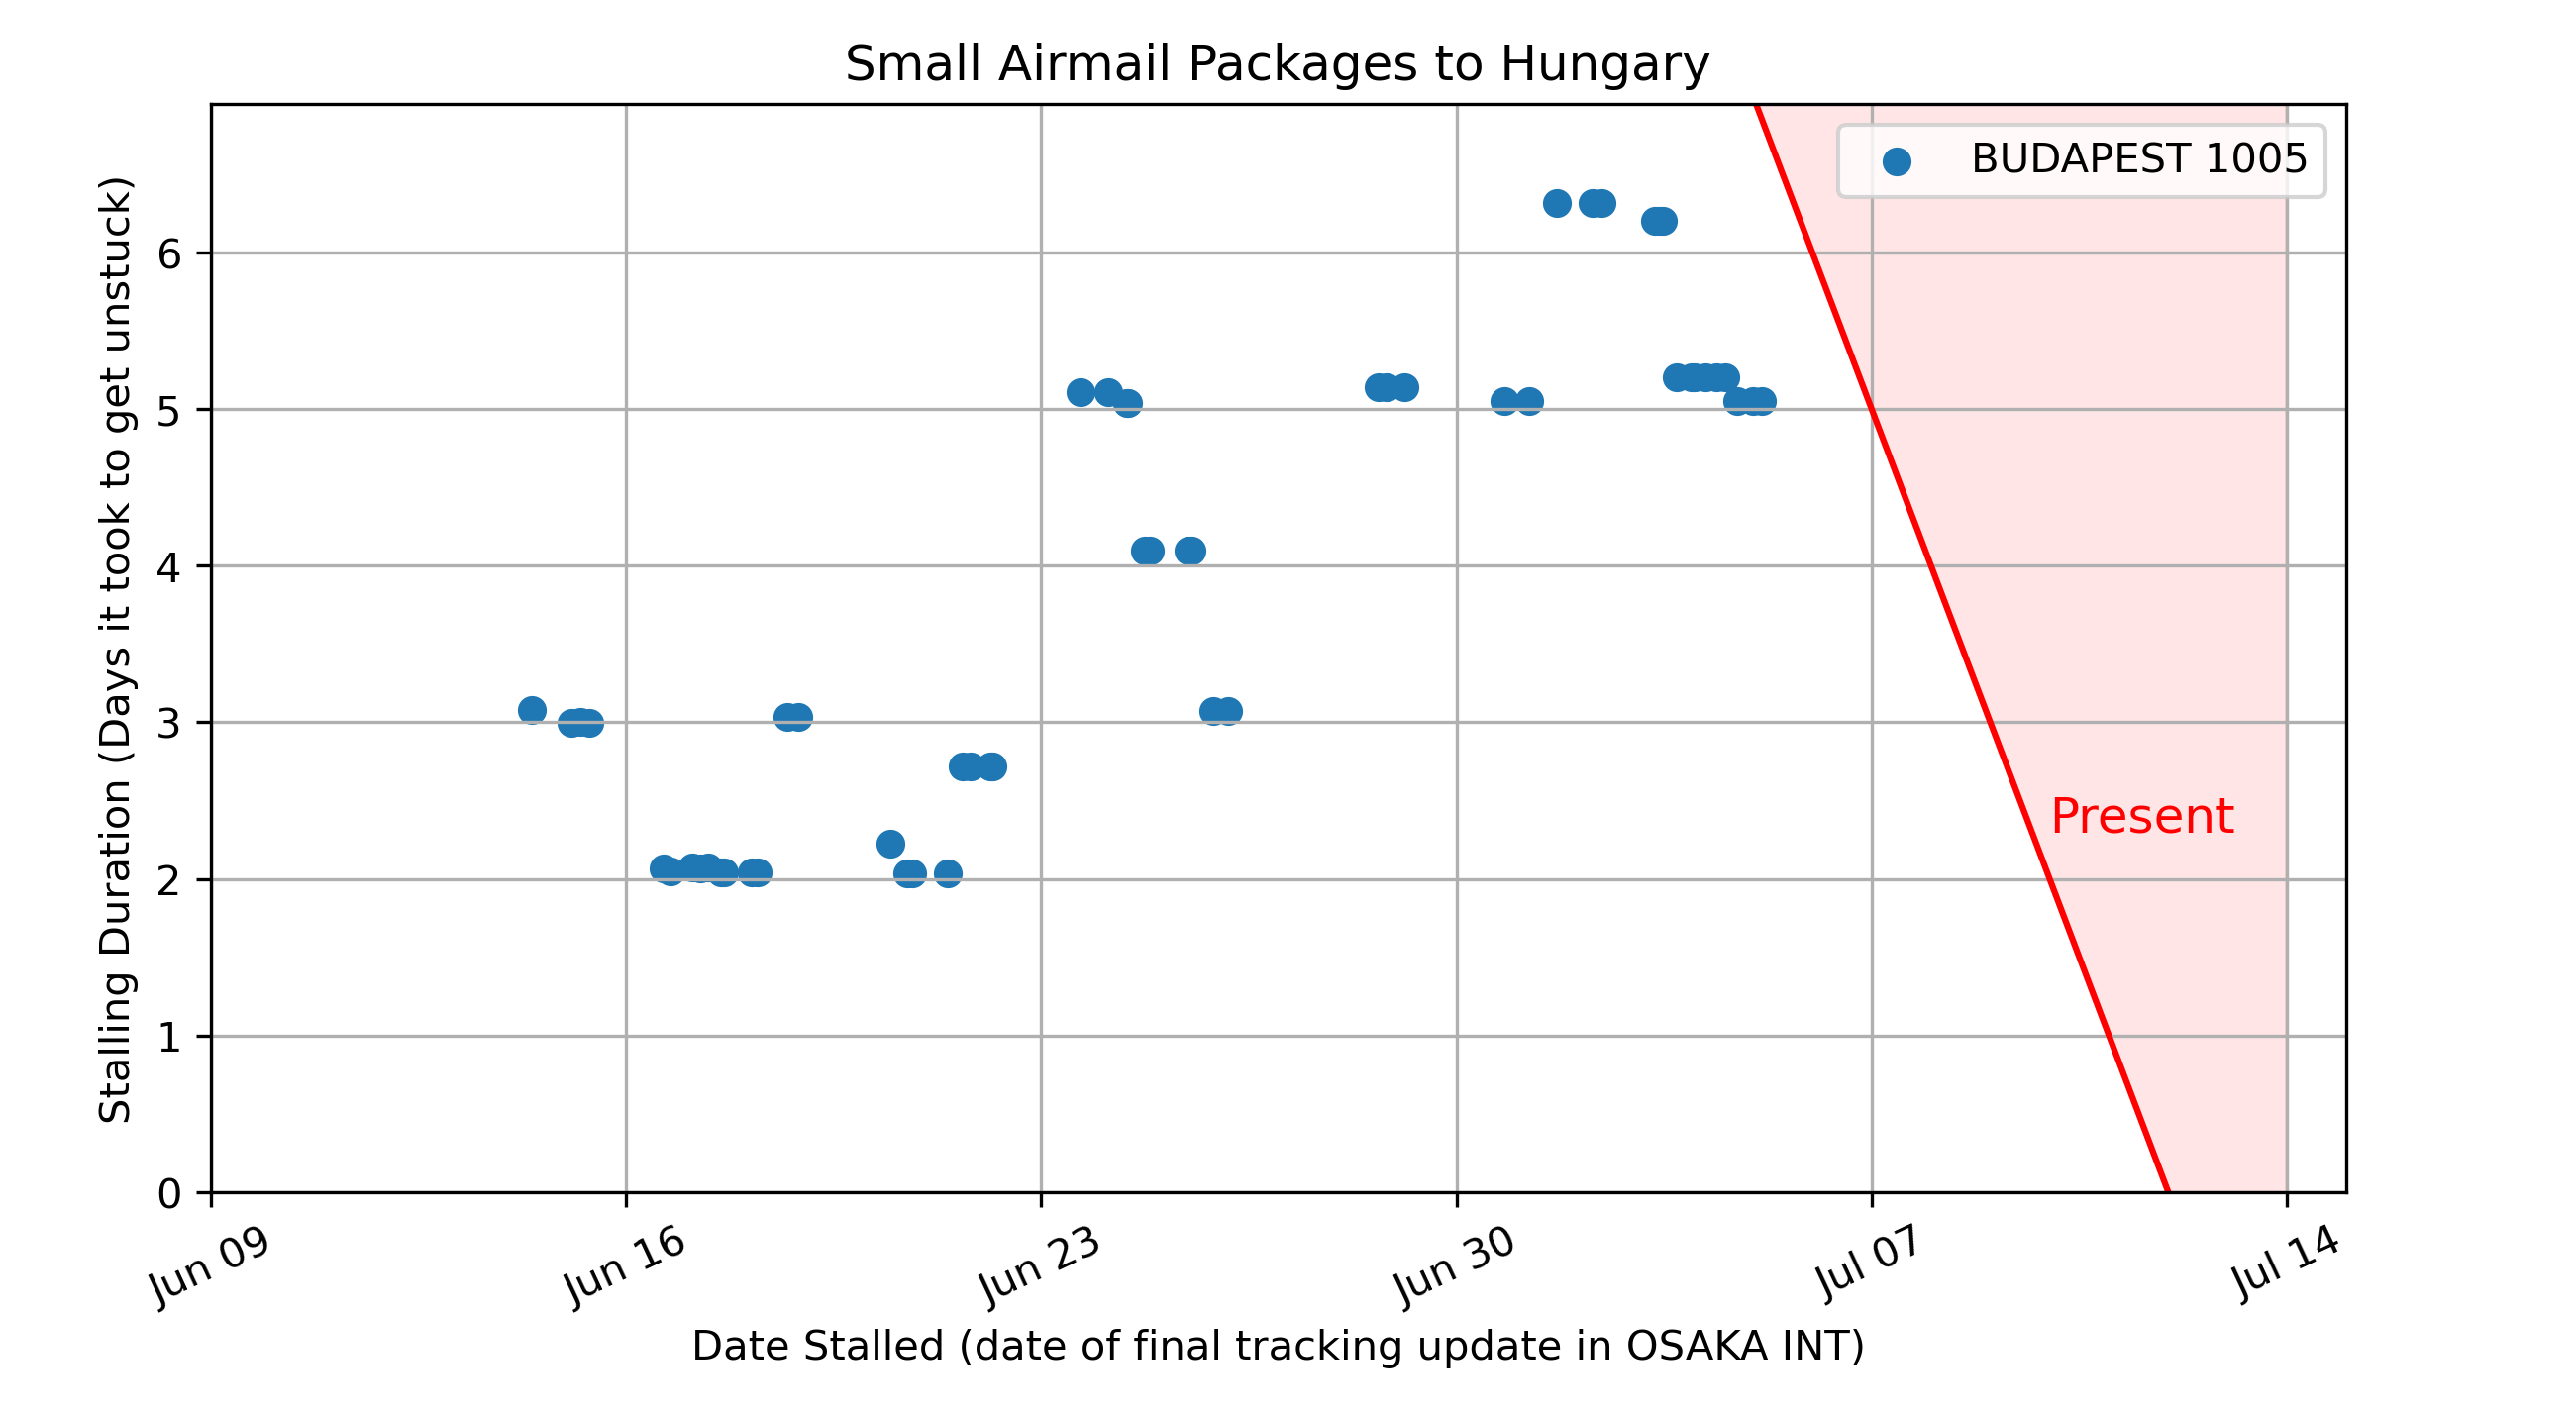 Small Airmail Packages to Hungary
BUDAPEST 1005
Stalling Duration (Days it took to get unstuck)
6
5
4
3
2
1
0
Present
Jun 09
Jun 16
Jun 23
Jun 30
Jul 07
Jul 14
Date Stalled (date of final tracking update in OSAKA INT)